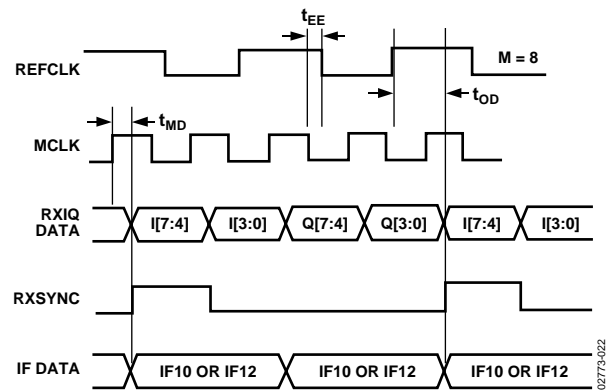 tEE
REFCLK
M = 8
tOD
tMD
MCLK
RXIQ
DATA
I[7:4] I[3:0] Q[7:4] Q[3:0] I[7:4] I[3:0]
RXSYNC
IF DATA
IF10 OR IF12 IF10 OR IF12 IF10 OR IF12
02773-022